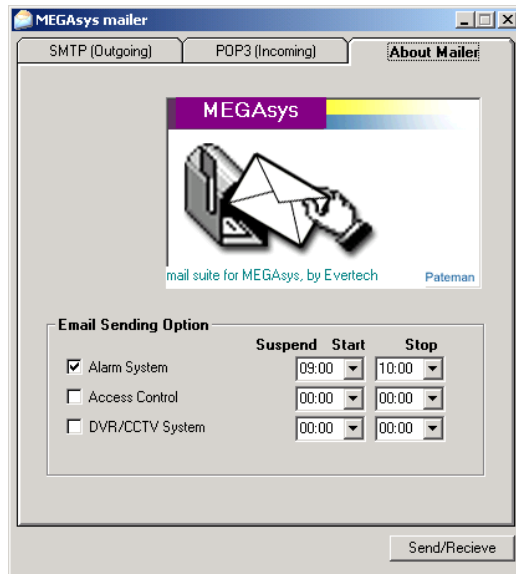 MEGAsys mailer
SMTP (Outgoing) POP3 (Incoming) About Mailer
MEGAsys
mail suite for MEGAsys, by Evertech Pateman
Email Sending Option
Suspend Start Stop
Alarm System 09:00 10:00
Access Control 00:00 00:00
DVR/CCTV System 00:00 00:00
Send/Recieve